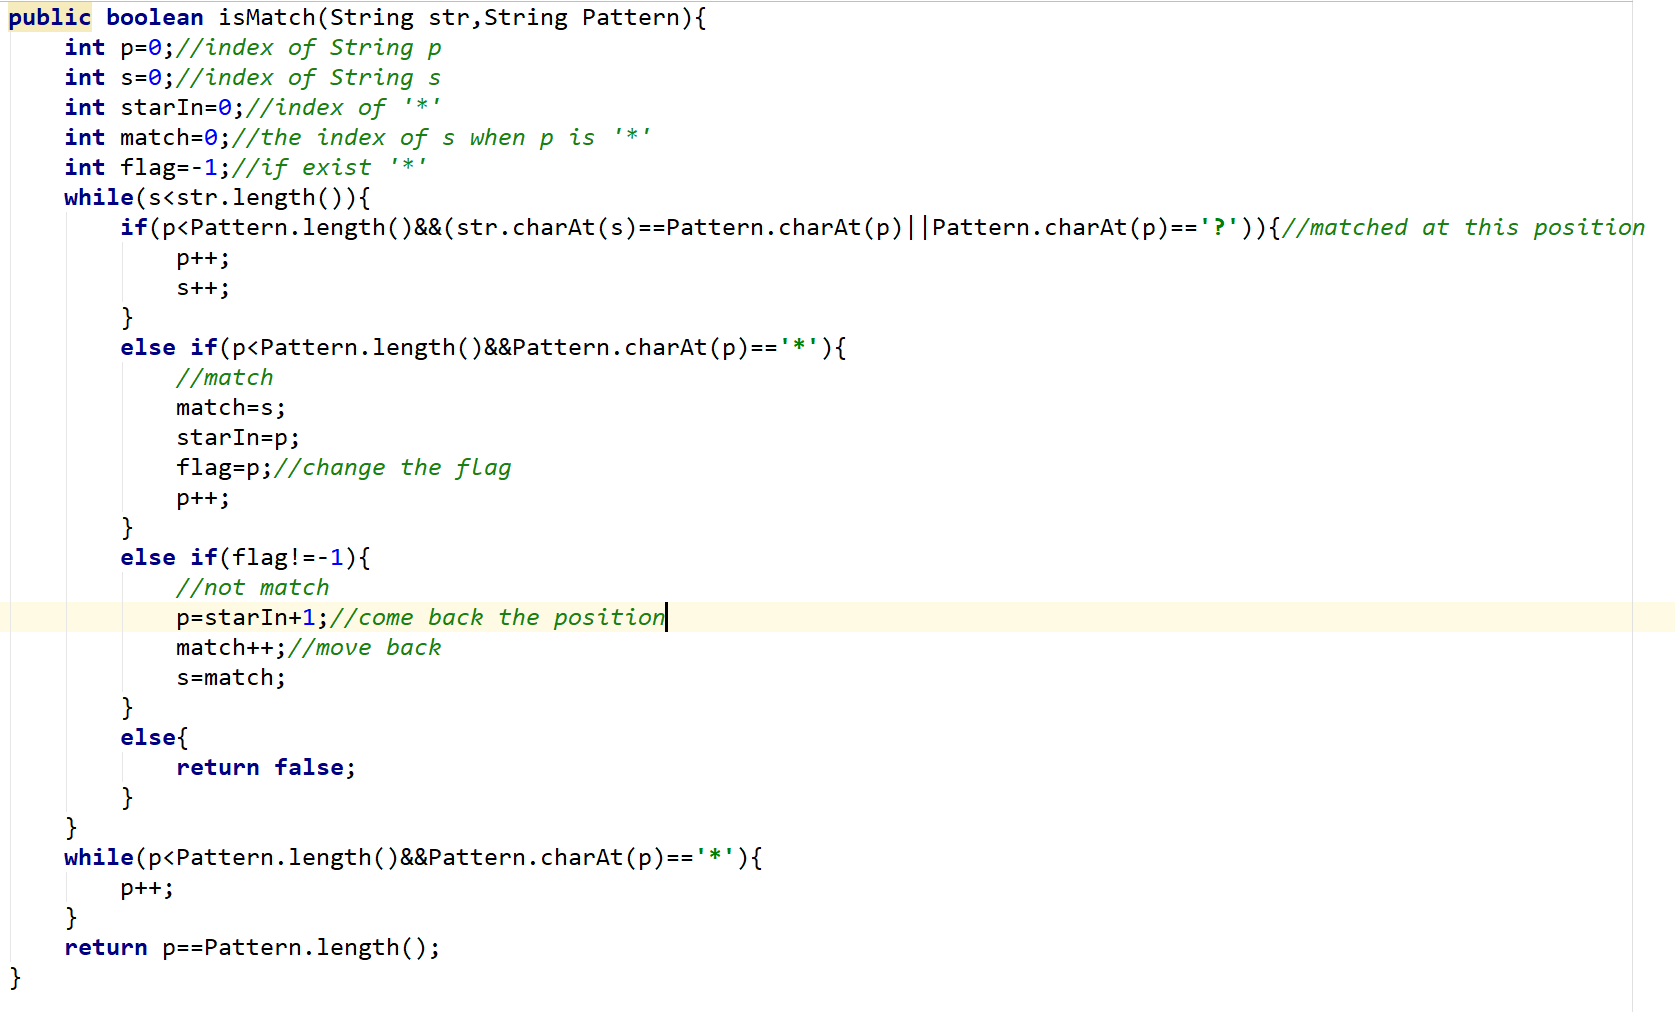 public boolean isMatch(String str,String Pattern){
    int p=0;//index of String p
    int s=0;//index of String s
    int starIn=0;//index of '*'
    int match=0;//the index of s when p is '*'
    int flag=-1;//if exist '*'
    while(s<str.length()){
        if(p<Pattern.length()&&(str.charAt(s)==Pattern.charAt(p)||Pattern.charAt(p)=='?')){//matched at this position
            p++;
            s++;
        }
        else if(p<Pattern.length()&&Pattern.charAt(p)=='*'){
            //match
            match=s;
            starIn=p;
            flag=p;//change the flag
            p++;
        }
        else if(flag!=-1){
            //not match
            p=starIn+1;//come back the position
            match++;//move back
            s=match;
        }
        else{
            return false;
        }
    }
    while(p<Pattern.length()&&Pattern.charAt(p)=='*'){
        p++;
    }
    return p==Pattern.length();
}